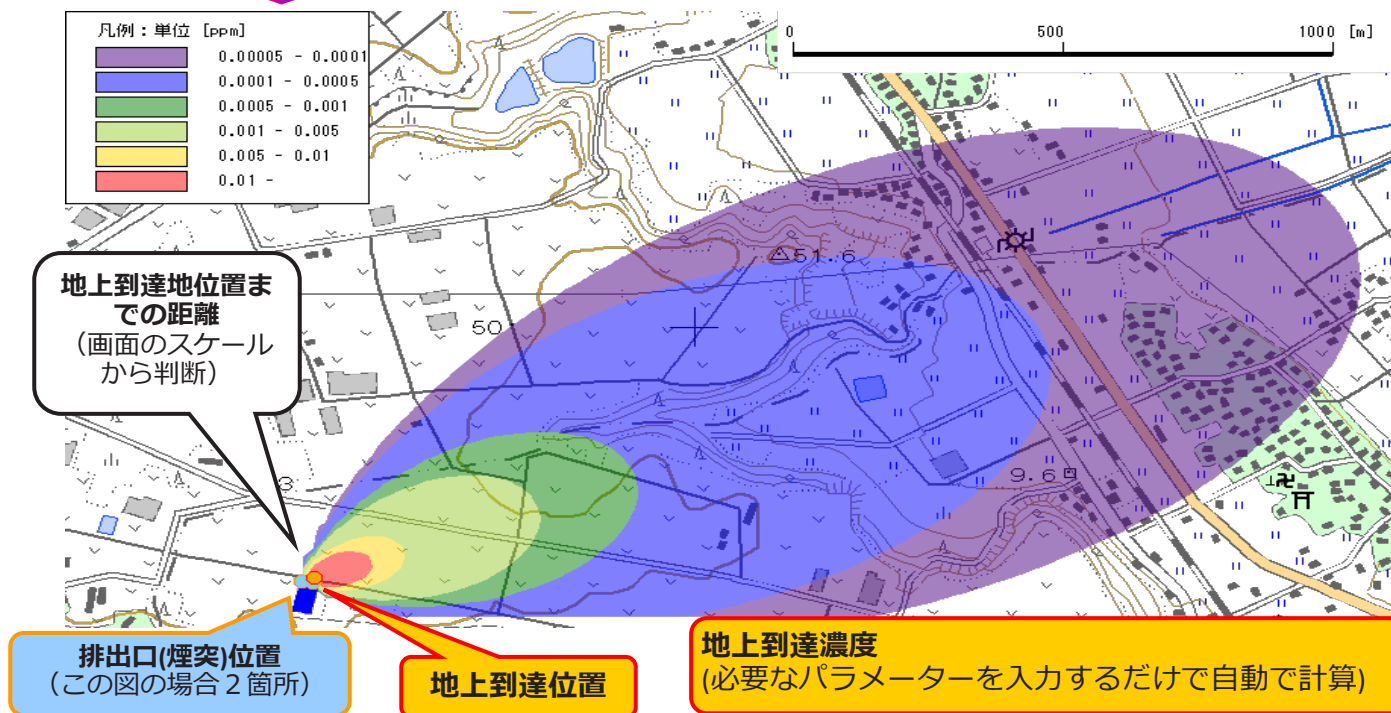 凡例：単位 [ppm]
0.00005 - 0.0001
0.0001 - 0.0005
0.0005 - 0.001
0.001 - 0.005
0.005 - 0.01
0.01 -
0 500 1000 [m]
51.6
50
9.6
3
地上到達地位置ま
での距離
（画面のスケール
から判断）
排出口(煙突)位置
（この図の場合２箇所）
地上到達位置
地上到達濃度
(必要なパラメーターを入力するだけで自動で計算)